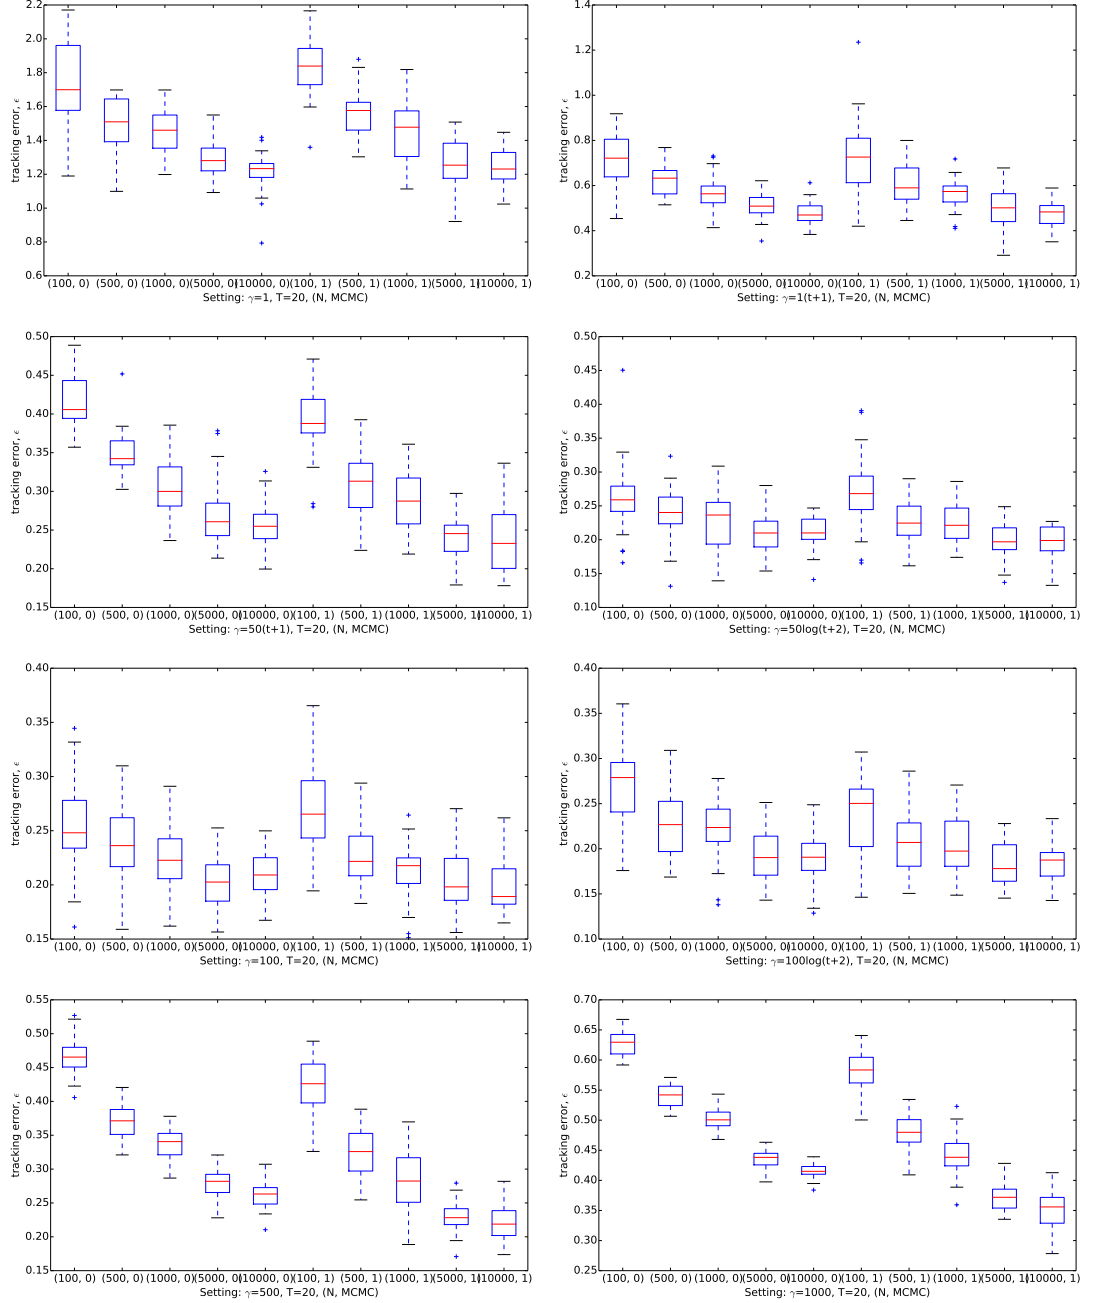 2.2
2.0
1.8
1.6
1.4
1.2
1.0
0.8
0.6
tracking error, ϵ
(100, 0) (500, 0) (1000, 0) (5000, 0) (10000, 0) (100, 1) (500, 1) (1000, 1) (5000, 1) (10000, 1)
Setting: γ=1, T=20, (N, MCMC)
1.4
1.2
1.0
0.8
0.6
0.4
0.2
tracking error, ϵ
(100, 0) (500, 0) (1000, 0) (5000, 0) (10000, 0) (100, 1) (500, 1) (1000, 1) (5000, 1) (10000, 1)
Setting: γ=1(t+1), T=20, (N, MCMC)
0.50
0.45
0.40
0.35
0.30
0.25
0.20
0.15
tracking error, ϵ
(100, 0) (500, 0) (1000, 0) (5000, 0) (10000, 0) (100, 1) (500, 1) (1000, 1) (5000, 1) (10000, 1)
Setting: γ=50(t+1), T=20, (N, MCMC)
0.50
0.45
0.40
0.35
0.30
0.25
0.20
0.15
0.10
tracking error, ϵ
(100, 0) (500, 0) (1000, 0) (5000, 0) (10000, 0) (100, 1) (500, 1) (1000, 1) (5000, 1) (10000, 1)
Setting: γ=50log(t+2), T=20, (N, MCMC)
0.40
0.35
0.30
0.25
0.20
0.15
tracking error, ϵ
(100, 0) (500, 0) (1000, 0) (5000, 0) (10000, 0) (100, 1) (500, 1) (1000, 1) (5000, 1) (10000, 1)
Setting: γ=100, T=20, (N, MCMC)
0.40
0.35
0.30
0.25
0.20
0.15
0.10
tracking error, ϵ
(100, 0) (500, 0) (1000, 0) (5000, 0) (10000, 0) (100, 1) (500, 1) (1000, 1) (5000, 1) (10000, 1)
Setting: γ=100log(t+2), T=20, (N, MCMC)
0.55
0.50
0.45
0.40
0.35
0.30
0.25
0.20
0.15
tracking error, ϵ
(100, 0) (500, 0) (1000, 0) (5000, 0) (10000, 0) (100, 1) (500, 1) (1000, 1) (5000, 1) (10000, 1)
Setting: γ=500, T=20, (N, MCMC)
0.70
0.65
0.60
0.55
0.50
0.45
0.40
0.35
0.30
0.25
tracking error, ϵ
(100, 0) (500, 0) (1000, 0) (5000, 0) (10000, 0) (100, 1) (500, 1) (1000, 1) (5000, 1) (10000, 1)
Setting: γ=1000, T=20, (N, MCMC)